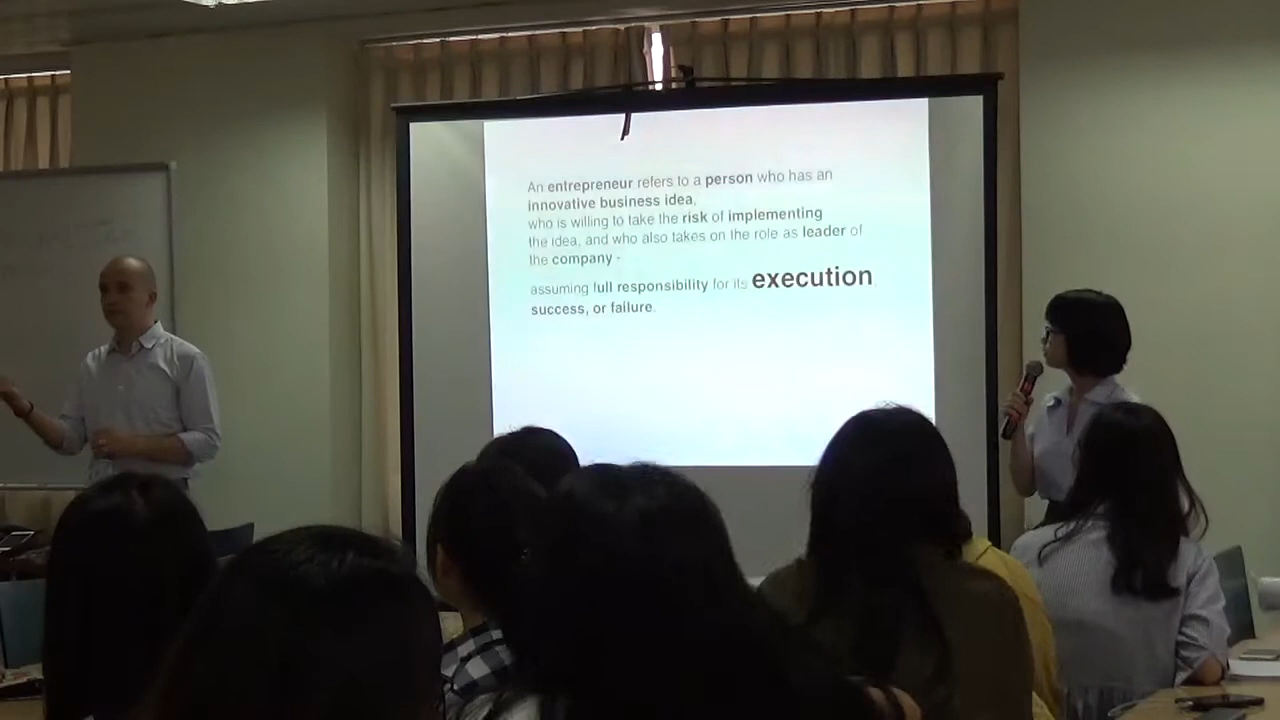 An entrepreneur refers to a person who has an
innovative business idea,
who is willing to take the risk of implementing
the idea, and who also takes on the role as leader of
the company -
assuming full responsibility for its execution,
success, or failure.